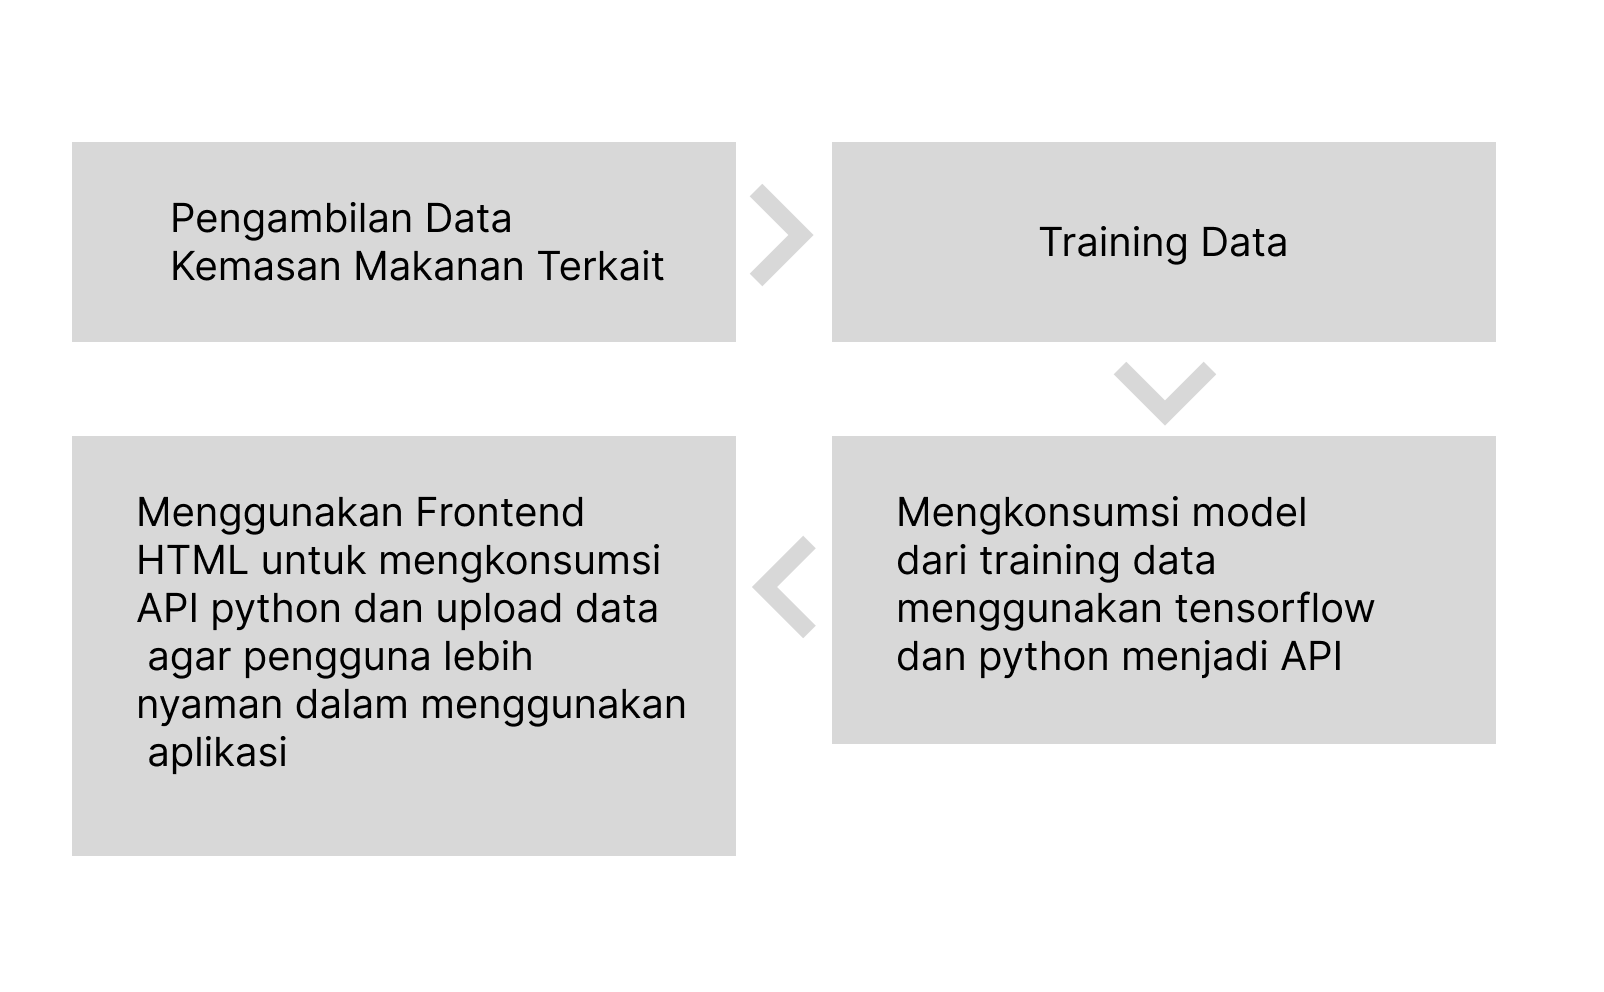 Pengambilan Data
Kemasan Makanan Terkait
Training Data
Mengkonsumsi model
dari training data
menggunakan tensorflow
dan python menjadi API
Menggunakan Frontend
HTML untuk mengkonsumsi
API python dan upload data
agar pengguna lebih
nyaman dalam menggunakan
aplikasi